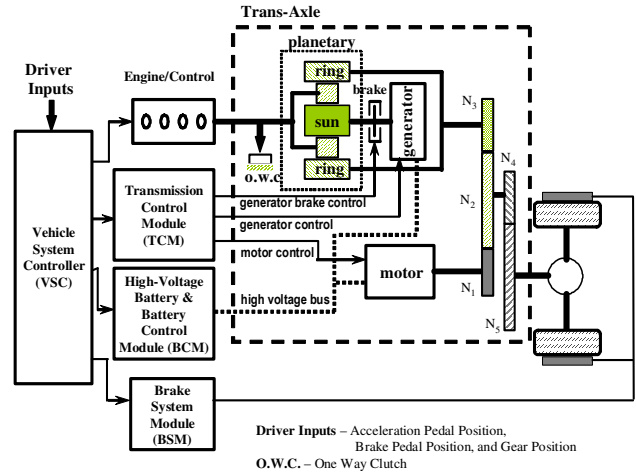 Trans-Axle
planetary
Driver
Inputs
Engine/Control
ring
brake
sun
generator
ring
o.w.c.
N3
N4
N2
N1
N5
Vehicle
System
Controller
(VSC)
Transmission
Control
Module
(TCM)
generator brake control
generator control
motor control
motor
High-Voltage
Battery &
Battery
Control
Module (BCM)
high voltage bus
Brake
System
Module
(BSM)
Driver Inputs – Acceleration Pedal Position,
Brake Pedal Position, and Gear Position
O.W.C. – One Way Clutch